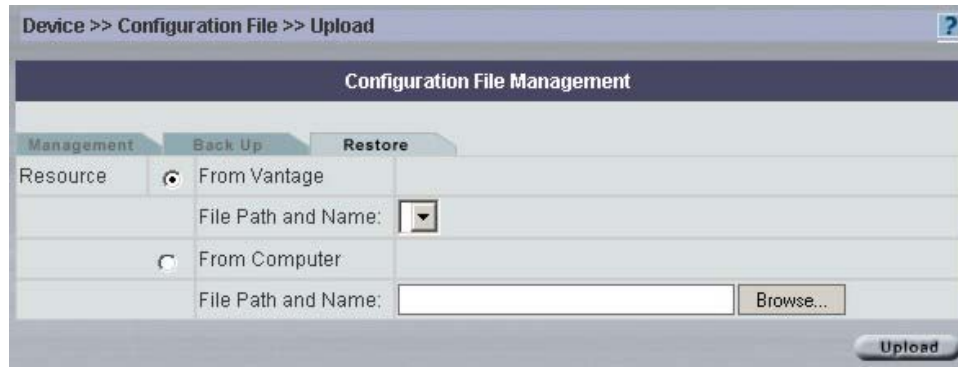 Device >> Configuration File >> Upload ?
Configuration File Management
Management Back Up Restore
Resource From Vantage
File Path and Name:
From Computer
File Path and Name: Browse...
Upload